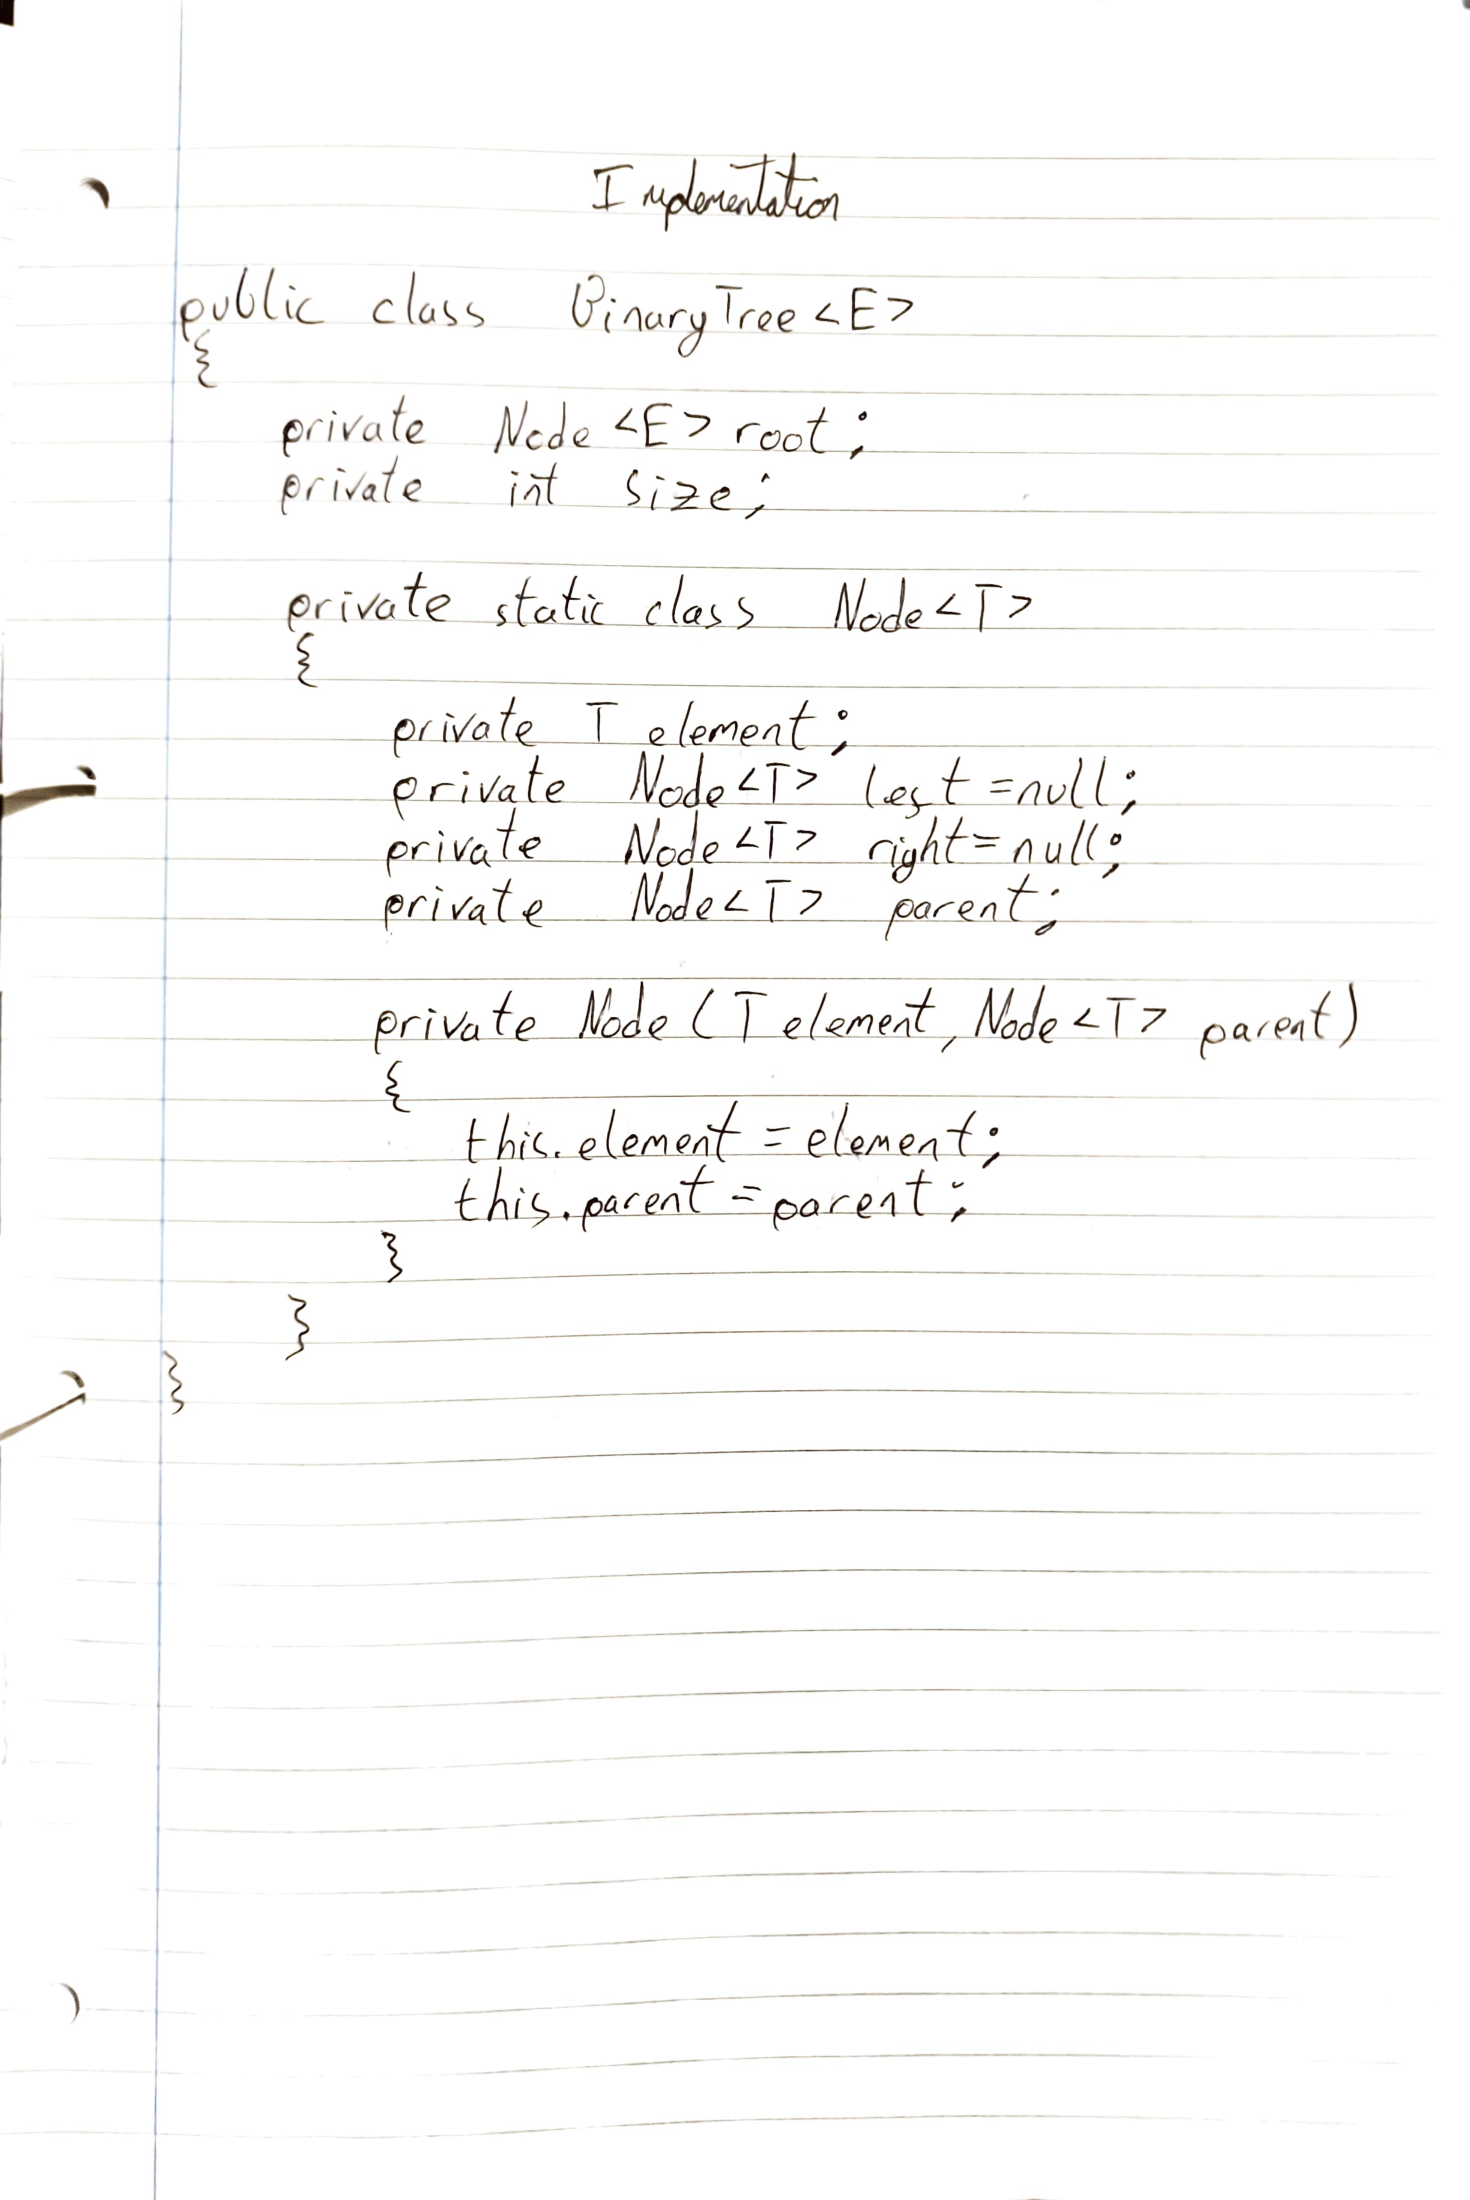 Implementation
public class BinaryTree<E>
{
private Node<E> root;
private int size;
private static class Node<T>
{
private T element;
private Node<T> left=null;
private Node<T> right=null;
private Node<T> parent;
private Node(T element, Node<T> parent)
{
this.element = element;
this.parent = parent;
}
}
}